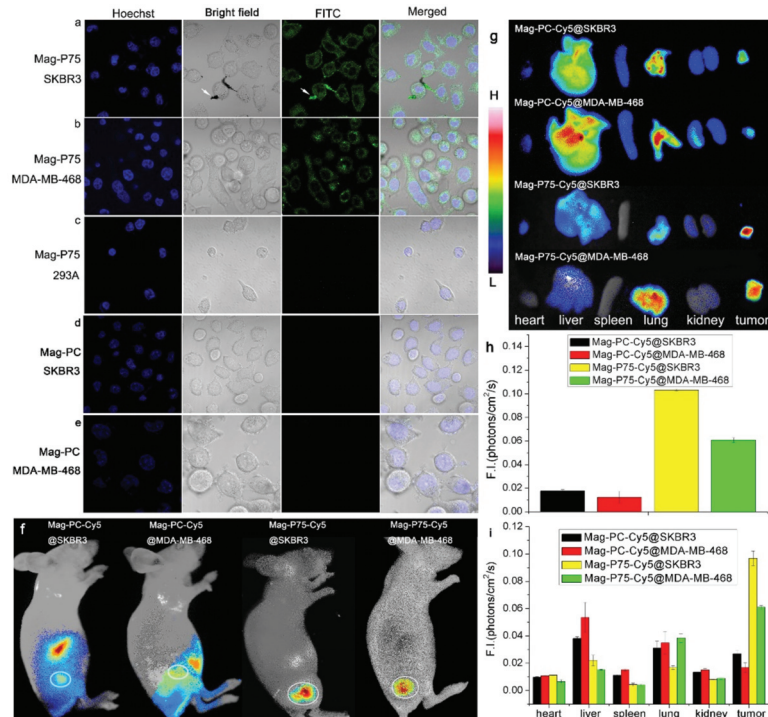 Hoechst Bright field FITC Merged
a
Mag-P75
SKBR3
b
Mag-P75
MDA-MB-468
c
Mag-P75
293A
d
Mag-PC
SKBR3
e
Mag-PC
MDA-MB-468
f
Mag-PC-Cy5
@SKBR3
Mag-PC-Cy5
@MDA-MB-468
Mag-P75-Cy5
@SKBR3
Mag-P75-Cy5
@MDA-MB-468
g
Mag-PC-Cy5@SKBR3
H
Mag-PC-Cy5@MDA-MB-468
Mag-P75-Cy5@SKBR3
Mag-P75-Cy5@MDA-MB-468
L
heart liver spleen lung kidney tumor
h
Mag-PC-Cy5@SKBR3
Mag-PC-Cy5@MDA-MB-468
Mag-P75-Cy5@SKBR3
Mag-P75-Cy5@MDA-MB-468
F.I.(photons/cm²/s)
0.14
0.12
0.10
0.08
0.06
0.04
0.02
0.00
i
Mag-PC-Cy5@SKBR3
Mag-PC-Cy5@MDA-MB-468
Mag-P75-Cy5@SKBR3
Mag-P75-Cy5@MDA-MB-468
F.I.(photons/cm²/s)
0.12
0.10
0.08
0.06
0.04
0.02
0.00
heart liver spleen lung kidney tumor